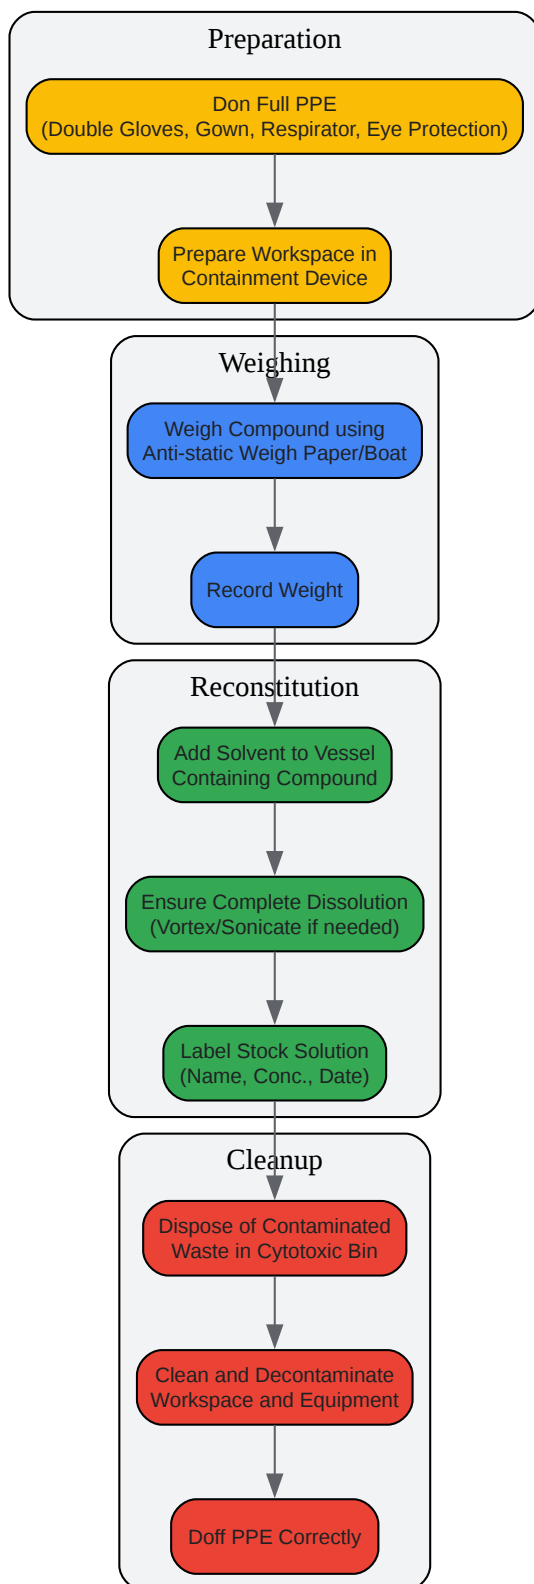 Preparation
Don Full PPE
(Double Gloves, Gown, Respirator, Eye Protection)
Prepare Workspace in
Containment Device
Weighing
Weigh Compound using
Anti-static Weigh Paper/Boat
Record Weight
Reconstitution
Add Solvent to Vessel
Containing Compound
Ensure Complete Dissolution
(Vortex/Sonicate if needed)
Label Stock Solution
(Name, Conc., Date)
Cleanup
Dispose of Contaminated
Waste in Cytotoxic Bin
Clean and Decontaminate
Workspace and Equipment
Doff PPE Correctly